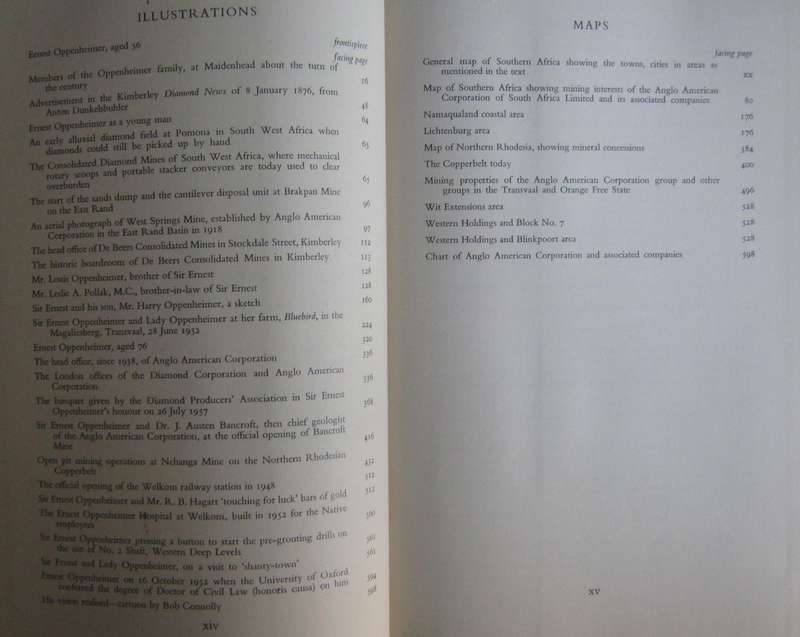 ILLUSTRATIONS
Ernest Oppenheimer, aged 56 frontispiece
facing page
Members of the Oppenheimer family, at Maidenhead about the turn of
the century 16
Advertisement in the Kimberley Diamond News of 8 January 1876, from
Anton Dunkelsbuhler 48
Ernest Oppenheimer as a young man 64
An early alluvial diamond field at Pomona in South West Africa when
diamonds could still be picked up by hand 65
The Consolidated Diamond Mines of South West Africa, where mechanical
rotary scoops and portable stacker conveyors are today used to clear
overburden 65
The start of the sands dump and the cantilever disposal unit at Brakpan Mine
on the East Rand 96
An aerial photograph of West Springs Mine, established by Anglo American
Corporation in the East Rand Basin in 1918 97
The head office of De Beers Consolidated Mines in Stockdale Street, Kimberley 112
The historic boardroom of De Beers Consolidated Mines in Kimberley 113
Mr. Louis Oppenheimer, brother of Sir Ernest 128
Mr. Leslie A. Pollak, M.C., brother-in-law of Sir Ernest 128
Sir Ernest and his son, Mr. Harry Oppenheimer, a sketch 160
Sir Ernest Oppenheimer and Lady Oppenheimer at her farm, Bluebird, in the
Magaliesberg, Transvaal, 28 June 1952 224
Ernest Oppenheimer, aged 76 320
The head office, since 1938, of Anglo American Corporation 336
The London offices of the Diamond Corporation and Anglo American
Corporation 336
The banquet given by the Diamond Producers' Association in Sir Ernest
Oppenheimer's honour on 26 July 1957 368
Sir Ernest Oppenheimer and Dr. J. Austen Bancroft, then chief geologist
of the Anglo American Corporation, at the official opening of Bancroft
Mine 416
Open pit mining operations at Nchanga Mine on the Northern Rhodesian
Copperbelt 432
The official opening of the Welkom railway station in 1948 512
Sir Ernest Oppenheimer and Mr. R. B. Hagart 'touching for luck' bars of gold 512
The Ernest Oppenheimer Hospital at Welkom, built in 1952 for the Native
employees 560
Sir Ernest Oppenheimer pressing a button to start the pre-grouting drills on
the site of No. 2 Shaft, Western Deep Levels 561
Sir Ernest and Lady Oppenheimer, on a visit to 'shanty-town' 561
Ernest Oppenheimer on 16 October 1952 when the University of Oxford
conferred the degree of Doctor of Civil Law (honoris causa) on him 594
His vision realised—cartoon by Bob Connolly 598
xiv
MAPS
facing page
General map of Southern Africa showing the towns, cities in areas as
mentioned in the text xx
Map of Southern Africa showing mining interests of the Anglo American
Corporation of South Africa Limited and its associated companies 80
Namaqualand coastal area 176
Lichtenburg area 176
Map of Northern Rhodesia, showing mineral concessions 384
The Copperbelt today 400
Mining properties of the Anglo American Corporation group and other
groups in the Transvaal and Orange Free State 496
Wit Extensions area 528
Western Holdings and Block No. 7 528
Western Holdings and Blinkpoort area 528
Chart of Anglo American Corporation and associated companies 598
xv